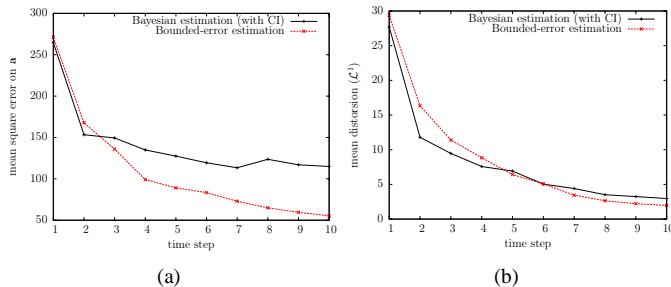 300
250
200
150
100
50
1 2 3 4 5 6 7 8 9 10
mean square error on a
time step
Bayesian estimation (with CI)
Bounded-error estimation
(a)
30
25
20
15
10
5
0
1 2 3 4 5 6 7 8 9 10
mean distorsion (ℒ¹)
time step
Bayesian estimation (with CI)
Bounded-error estimation
(b)